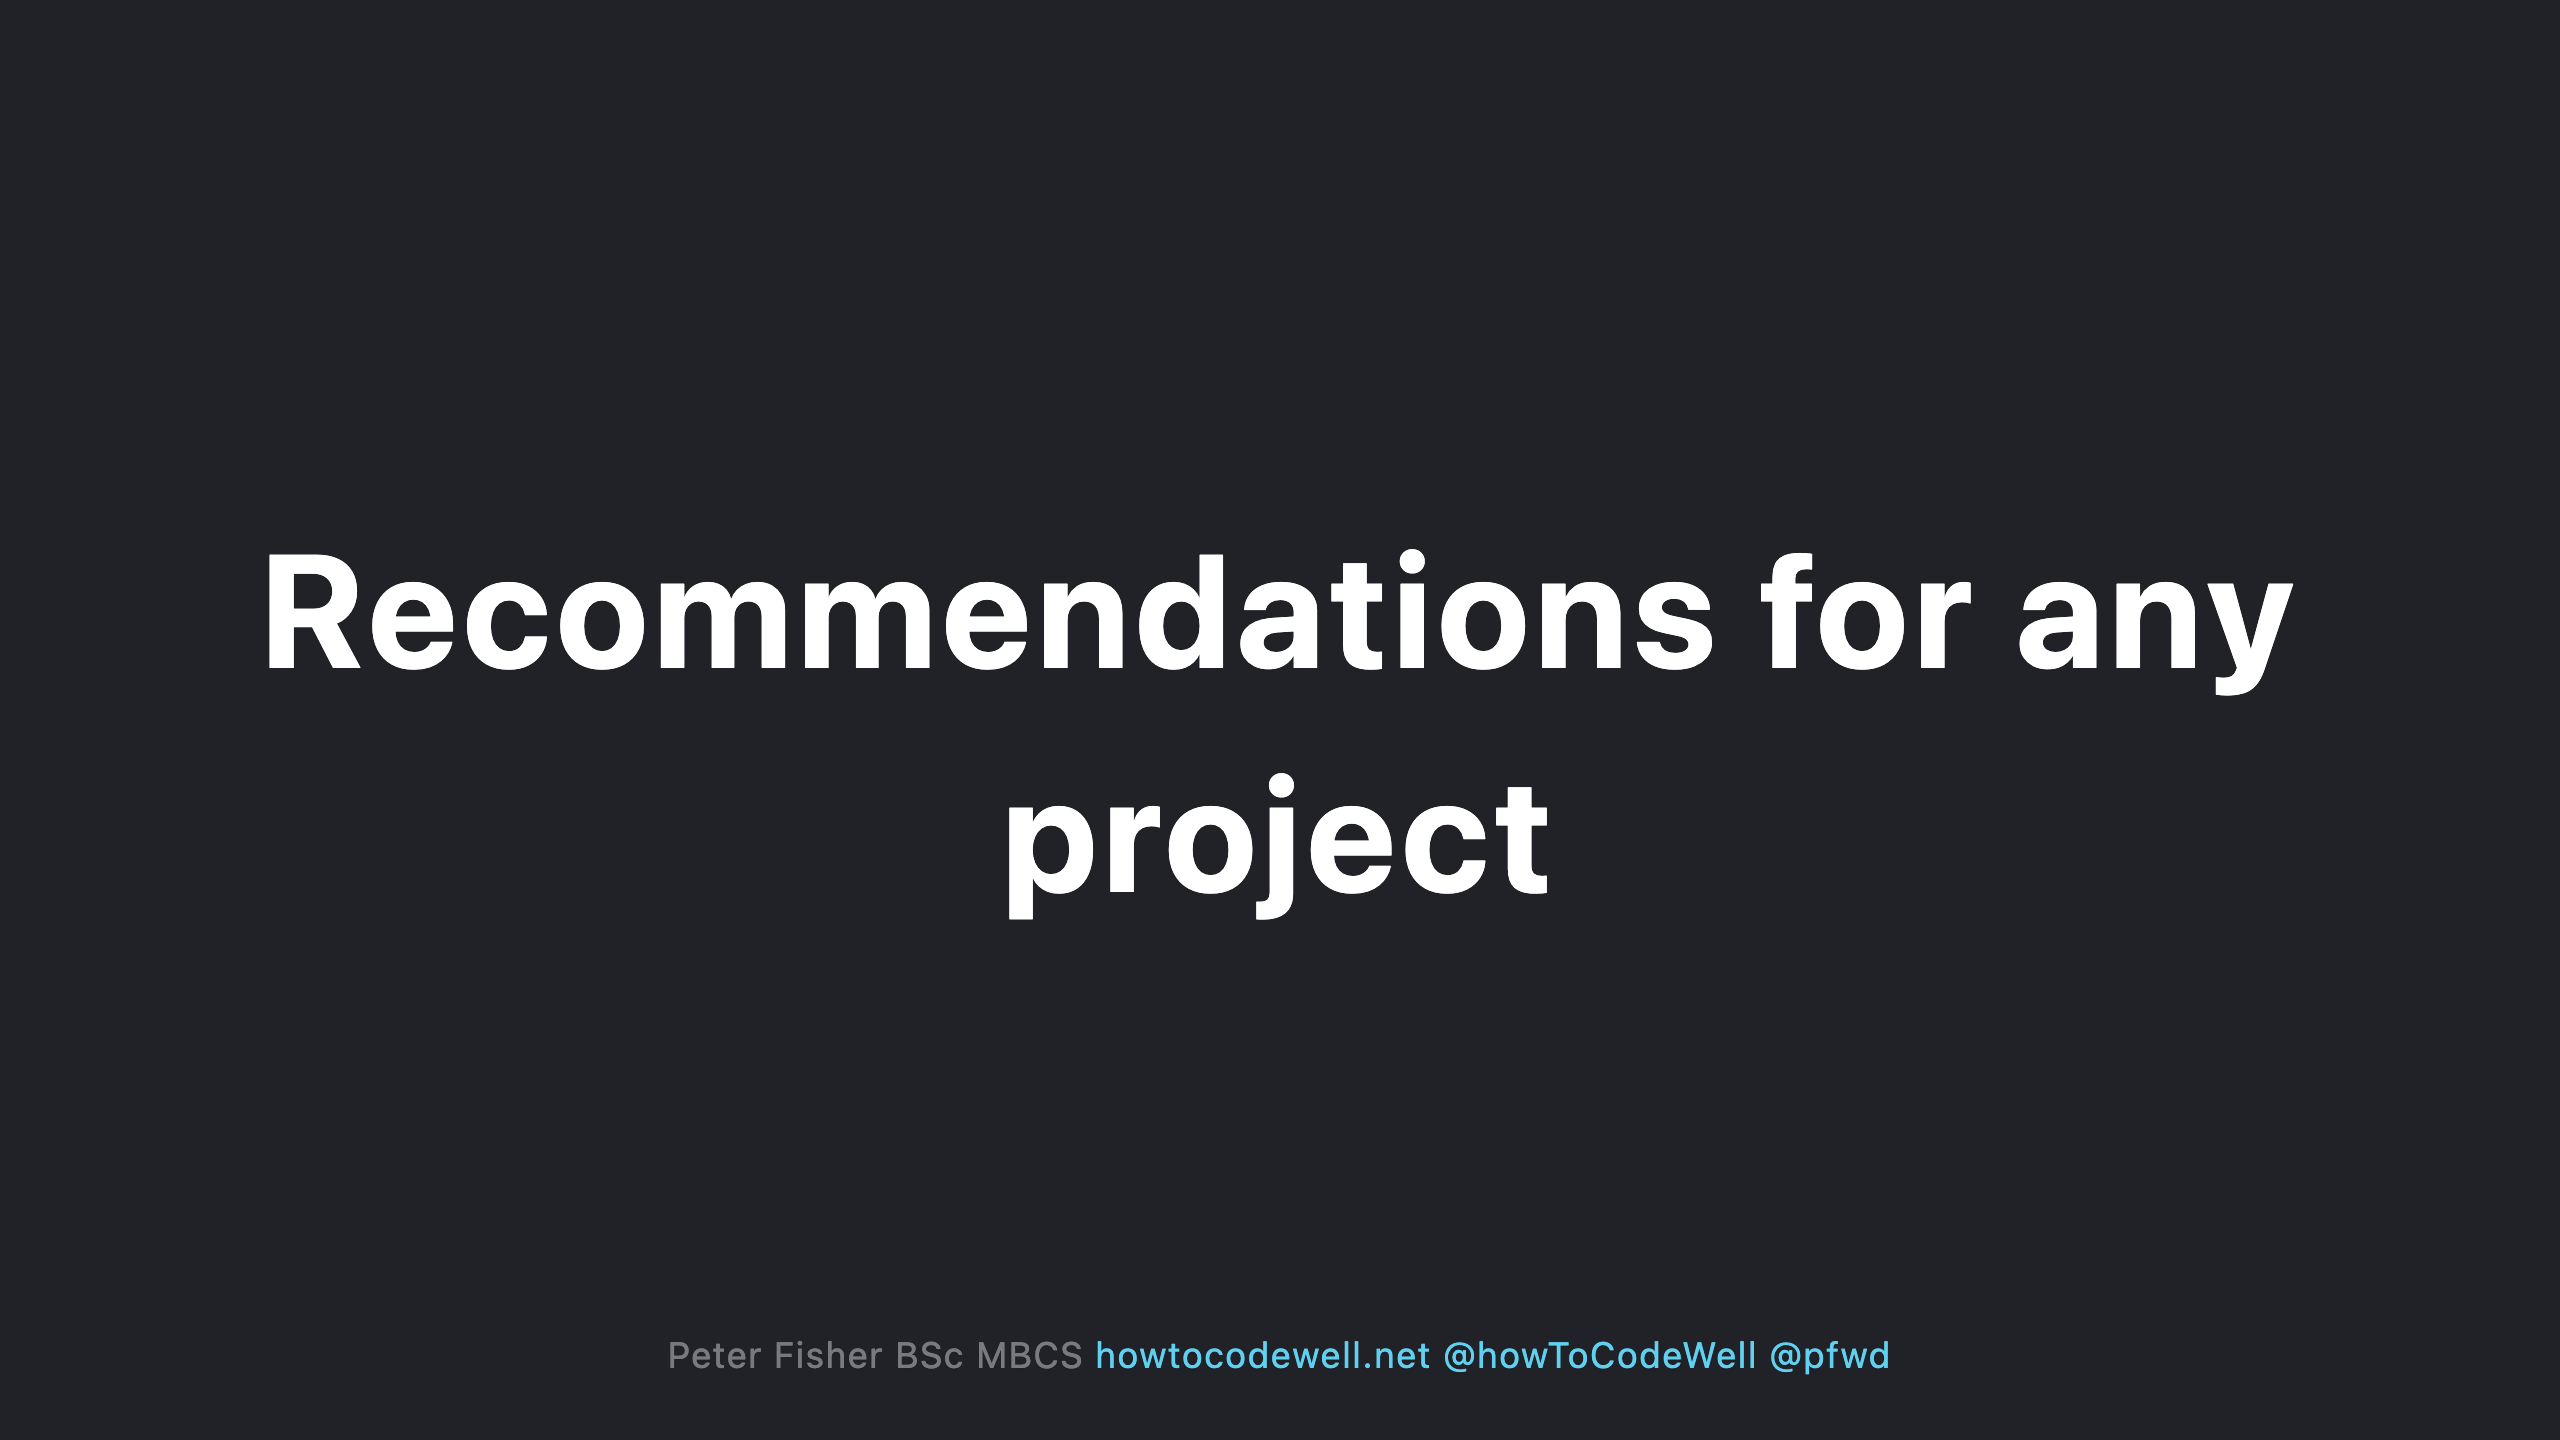 Recommendations for any
project
Peter Fisher BSc MBCS howtocodewell.net @howToCodeWell @pfwd